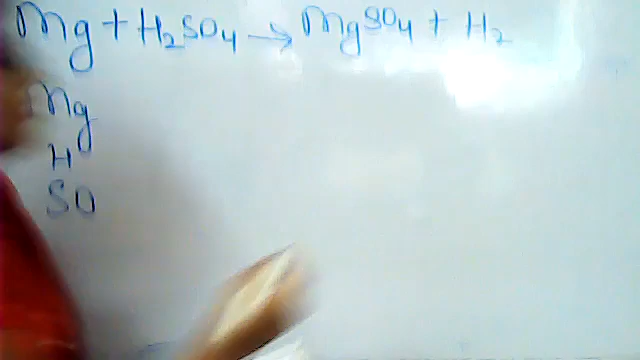 Mg + H₂SO₄ → MgSO₄ + H₂
Mg
H
SO